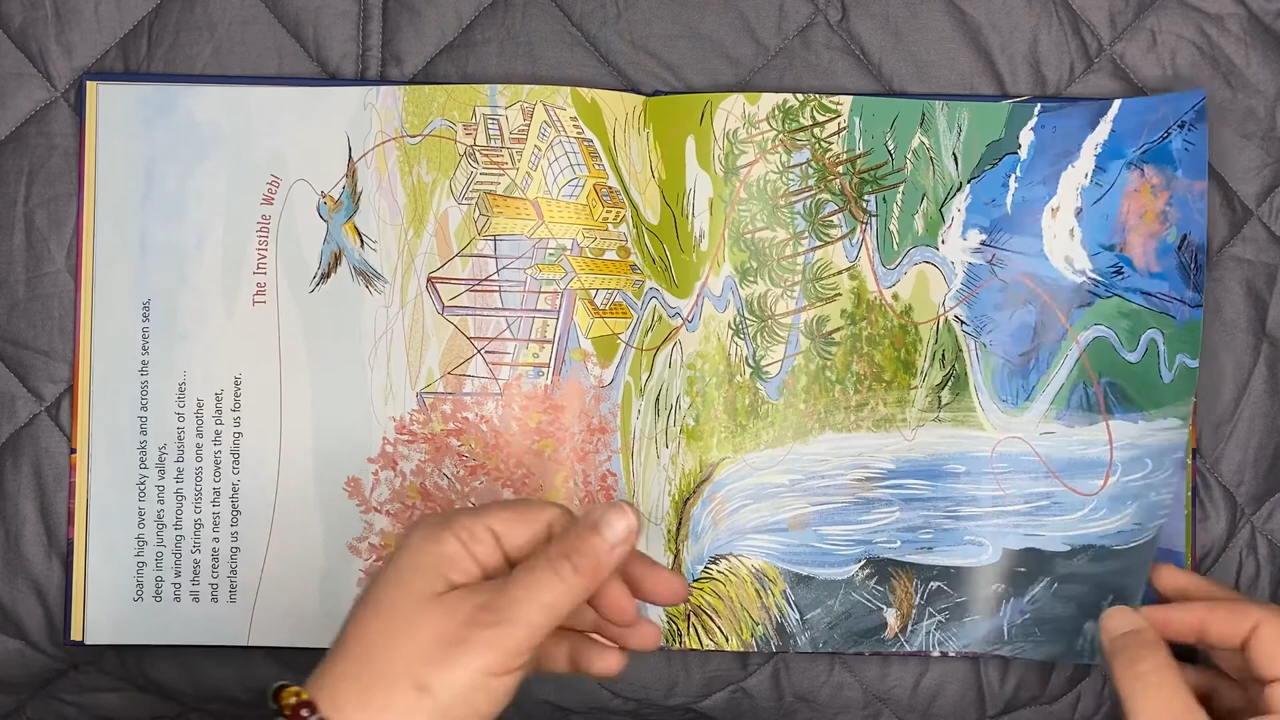 Soaring high over rocky peaks and across the seven seas,
deep into jungles and valleys,
and winding through the busiest of cities...
all these Strings crisscross one another
and create a nest that covers the planet,
interlacing us together, cradling us forever.
The Invisible Web!